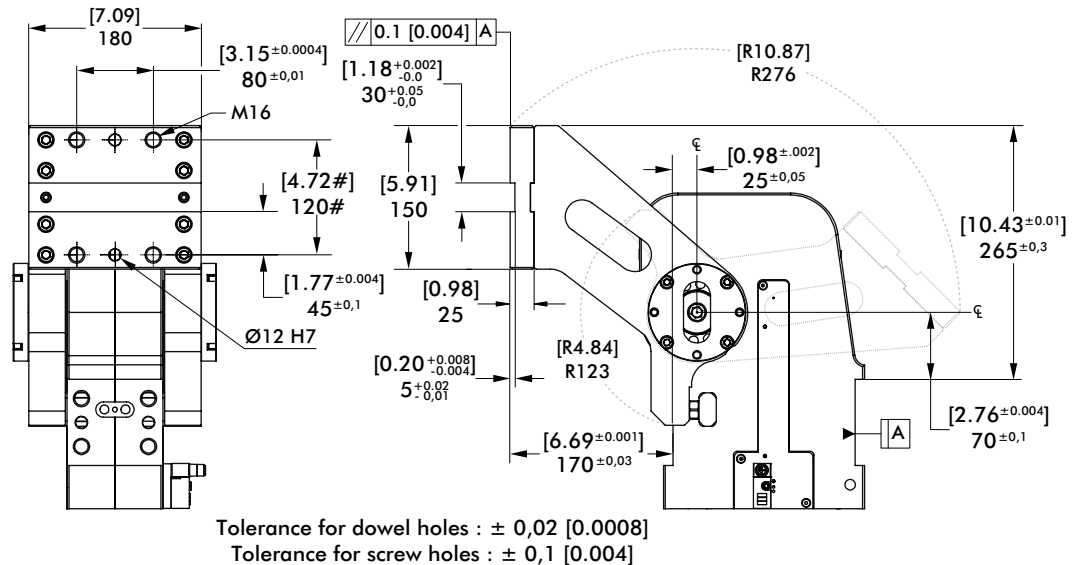 [7.09]
180
[3.15±0.0004]
80±0,01
M16
[4.72#]
120#
[1.77±0.004]
45±0,1
Ø12 H7
// 0.1 [0.004] A
[1.18+0.002 -0.0]
30+0.05 -0,0
[5.91]
150
[0.98]
25
[0.20+0.008 -0.004]
5+0.02 -0,01
[R10.87]
R276
℄
[0.98±.002]
25±0,05
[10.43±0.01]
265±0,3
℄
[R4.84]
R123
[6.69±0.001]
170±0,03
[2.76±0.004]
70±0,1
A
Tolerance for dowel holes : ± 0,02 [0.0008]
Tolerance for screw holes : ± 0,1 [0.004]